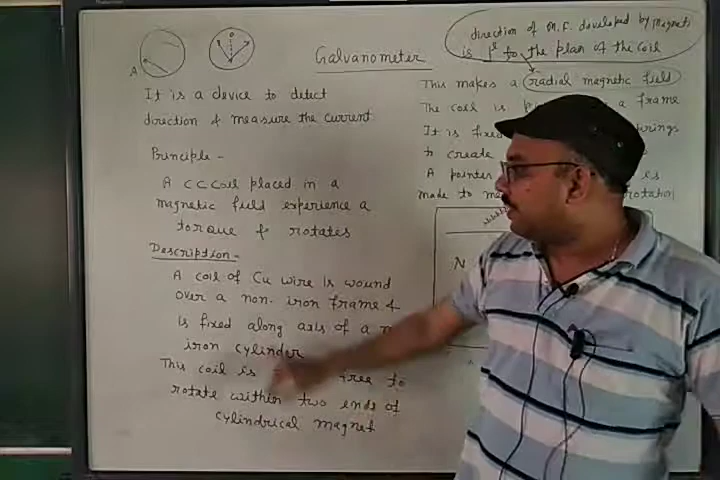 A
0
Galvanometer
It is a device to detect
direction & measure the current
Principle -
A CC coil placed in a
magnetic field experience a
torque & rotates
Description -
A coil of Cu wire is wound
over a non-iron frame &
is fixed along axis of a
iron cylinder
This coil is free to
rotate within two ends of
cylindrical magnet
direction of M.F. developed by magnets
is to the plan of the coil
This makes a radial magnetic field
The coil is a frame
It is fixed
to create
A pointer is
made to rotation
N